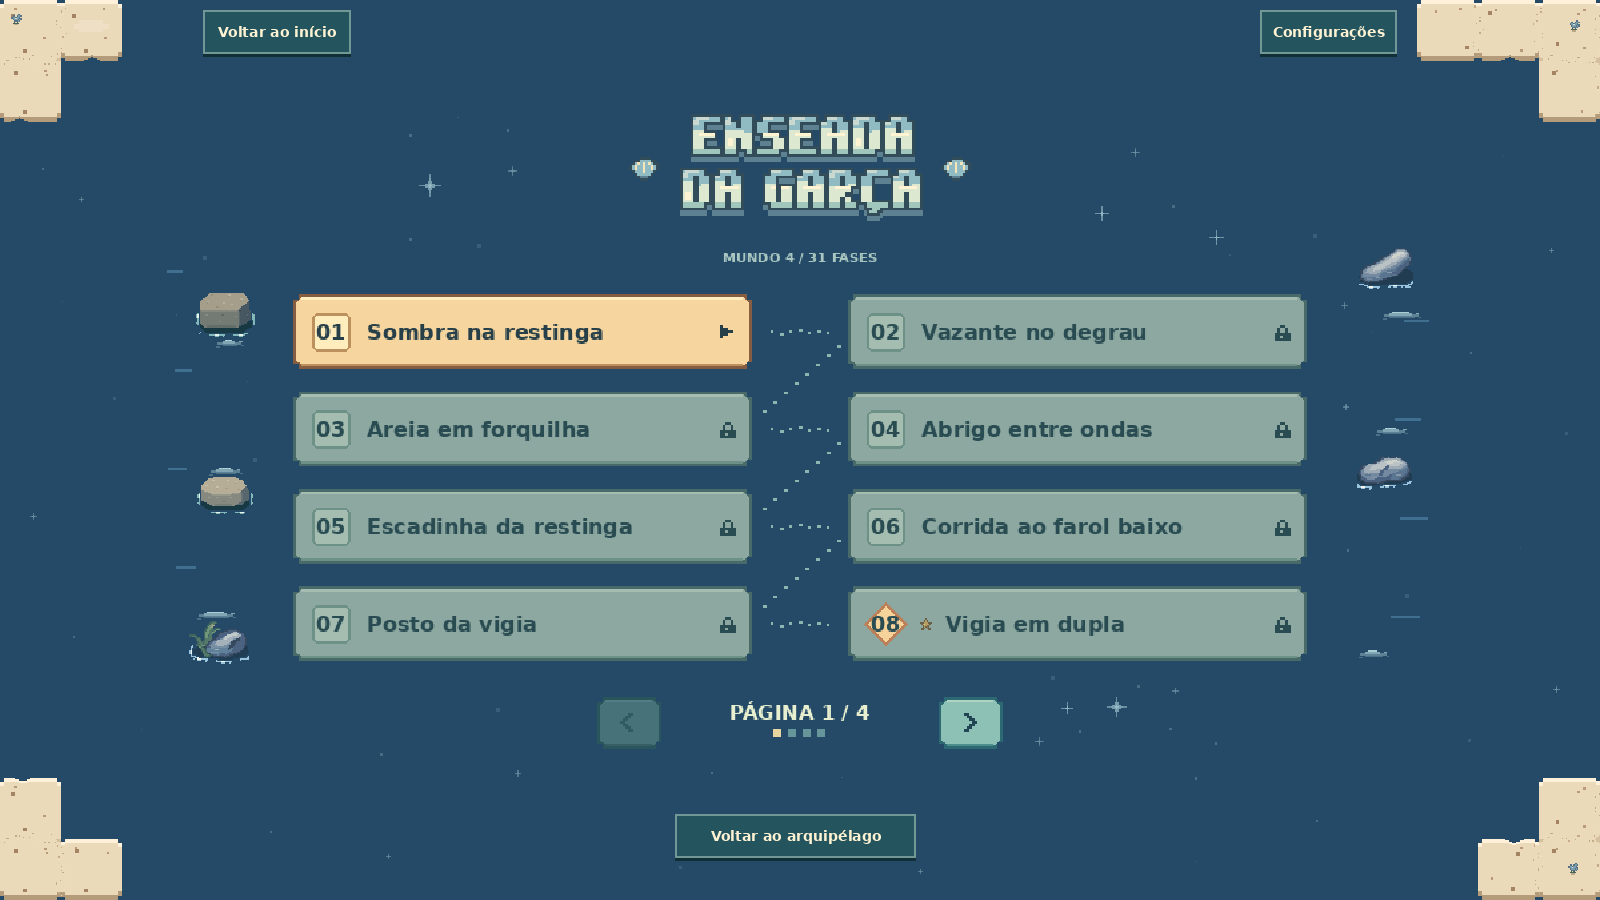 Voltar ao início
Configurações
ENSEADA
DA GARÇA
MUNDO 4 / 31 FASES
01 Sombra na restinga
02 Vazante no degrau
03 Areia em forquilha
04 Abrigo entre ondas
05 Escadinha da restinga
06 Corrida ao farol baixo
07 Posto da vigia
08 Vigia em dupla
PÁGINA 1 / 4
Voltar ao arquipélago